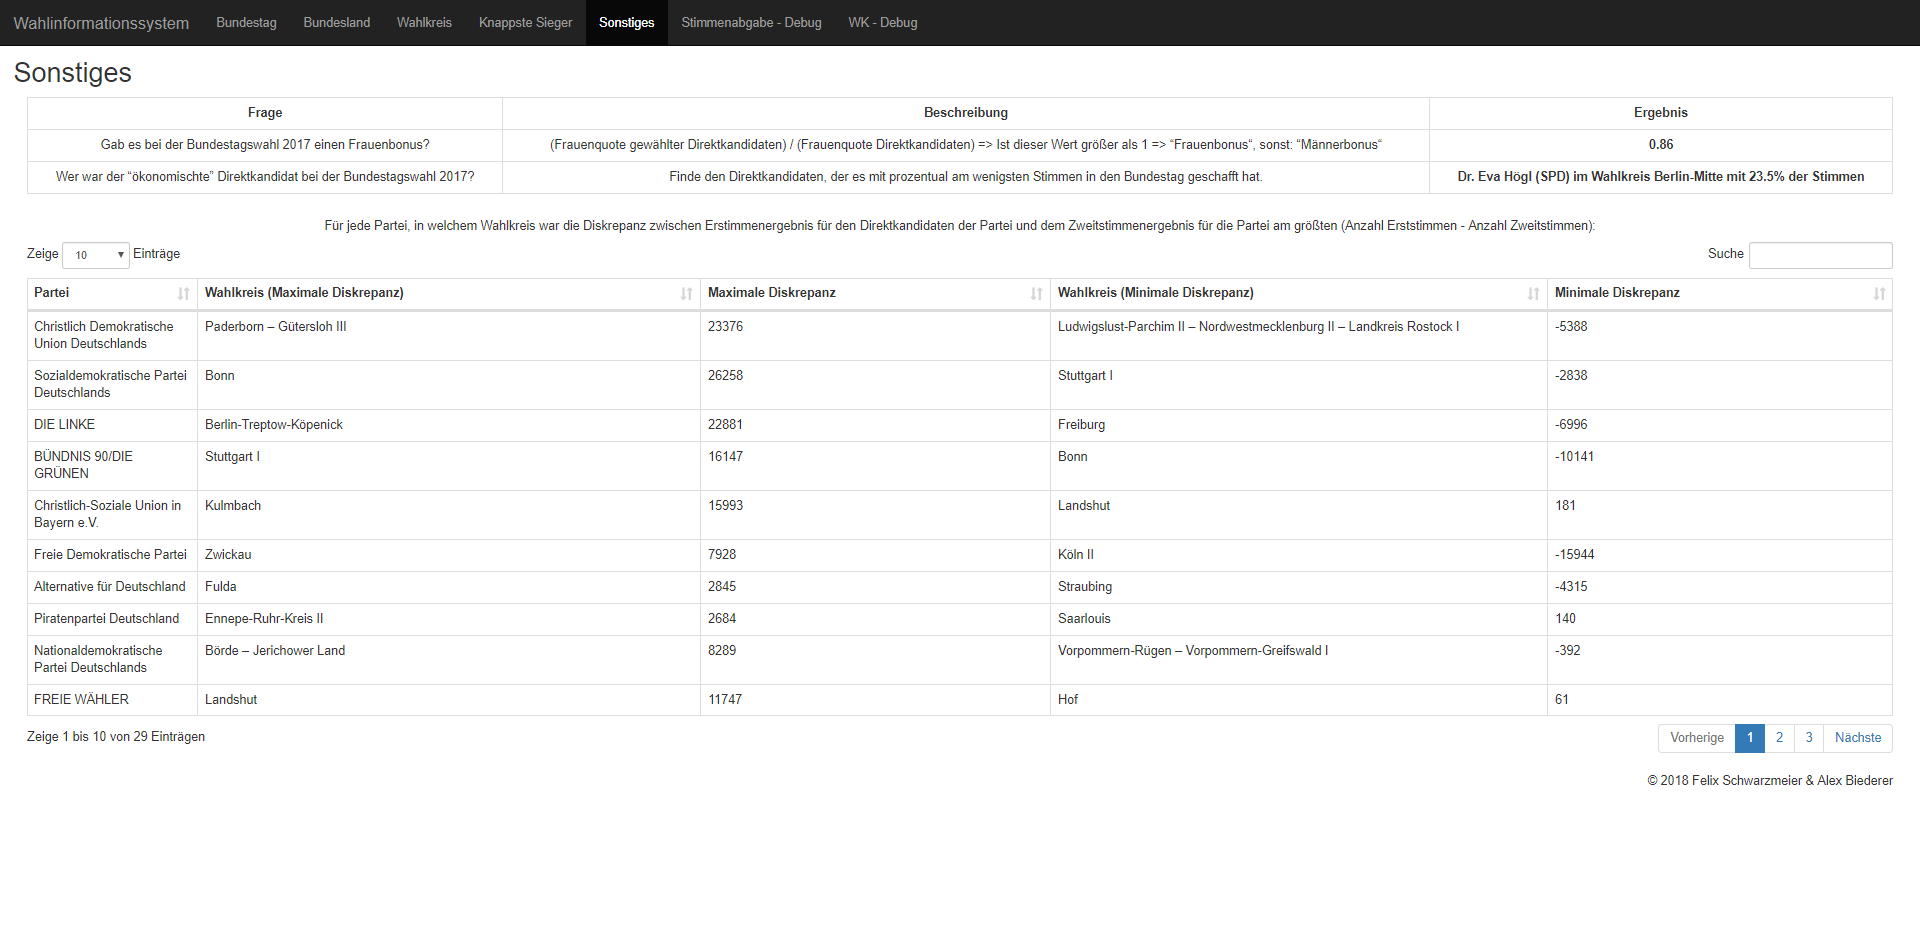 Wahlinformationssystem Bundestag Bundesland Wahlkreis Knappste Sieger Sonstiges Stimmenabgabe - Debug WK - Debug
Sonstiges
Frage Beschreibung Ergebnis
Gab es bei der Bundestagswahl 2017 einen Frauenbonus? (Frauenquote gewählter Direktkandidaten) / (Frauenquote Direktkandidaten) => Ist dieser Wert größer als 1 => “Frauenbonus“, sonst: “Männerbonus“ 0.86
Wer war der “ökonomischte” Direktkandidat bei der Bundestagswahl 2017? Finde den Direktkandidaten, der es mit prozentual am wenigsten Stimmen in den Bundestag geschafft hat. Dr. Eva Högl (SPD) im Wahlkreis Berlin-Mitte mit 23.5% der Stimmen
Für jede Partei, in welchem Wahlkreis war die Diskrepanz zwischen Erstimmenergebnis für den Direktkandidaten der Partei und dem Zweitstimmenergebnis für die Partei am größten (Anzahl Erststimmen - Anzahl Zweitstimmen):
Zeige 10 Einträge Suche
Partei Wahlkreis (Maximale Diskrepanz) Maximale Diskrepanz Wahlkreis (Minimale Diskrepanz) Minimale Diskrepanz
Christlich Demokratische Paderborn – Gütersloh III 23376 Ludwigslust-Parchim II – Nordwestmecklenburg II – Landkreis Rostock I -5388
Union Deutschlands
Sozialdemokratische Partei Bonn 26258 Stuttgart I -2838
Deutschlands
DIE LINKE Berlin-Treptow-Köpenick 22881 Freiburg -6996
BÜNDNIS 90/DIE Stuttgart I 16147 Bonn -10141
GRÜNEN
Christlich-Soziale Union in Kulmbach 15993 Landshut 181
Bayern e.V.
Freie Demokratische Partei Zwickau 7928 Köln II -15944
Alternative für Deutschland Fulda 2845 Straubing -4315
Piratenpartei Deutschland Ennepe-Ruhr-Kreis II 2684 Saarlouis 140
Nationaldemokratische Börde – Jerichower Land 8289 Vorpommern-Rügen – Vorpommern-Greifswald I -392
Partei Deutschlands
FREIE WÄHLER Landshut 11747 Hof 61
Zeige 1 bis 10 von 29 Einträgen Vorherige 1 2 3 Nächste
© 2018 Felix Schwarzmeier & Alex Biederer